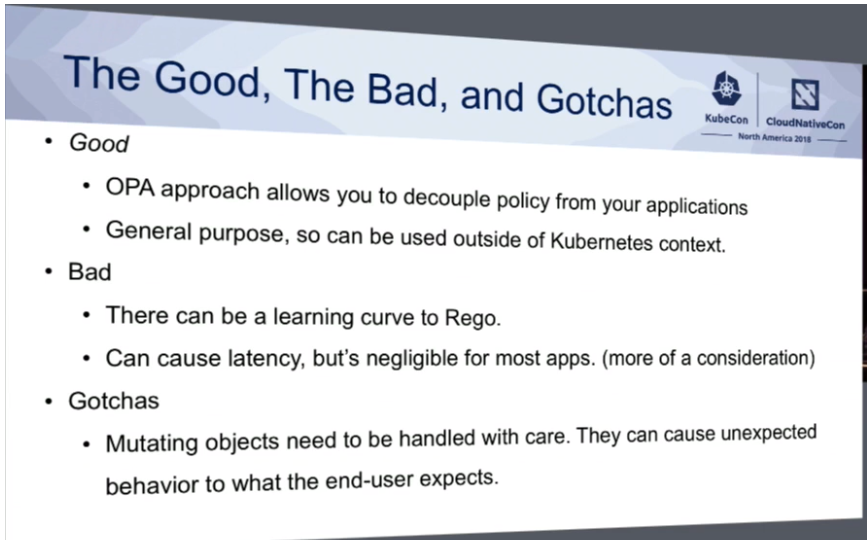 The Good, The Bad, and Gotchas
KubeCon
CloudNativeCon
North America 2018
• Good
• OPA approach allows you to decouple policy from your applications
• General purpose, so can be used outside of Kubernetes context.
• Bad
• There can be a learning curve to Rego.
• Can cause latency, but's negligible for most apps. (more of a consideration)
• Gotchas
• Mutating objects need to be handled with care. They can cause unexpected
behavior to what the end-user expects.